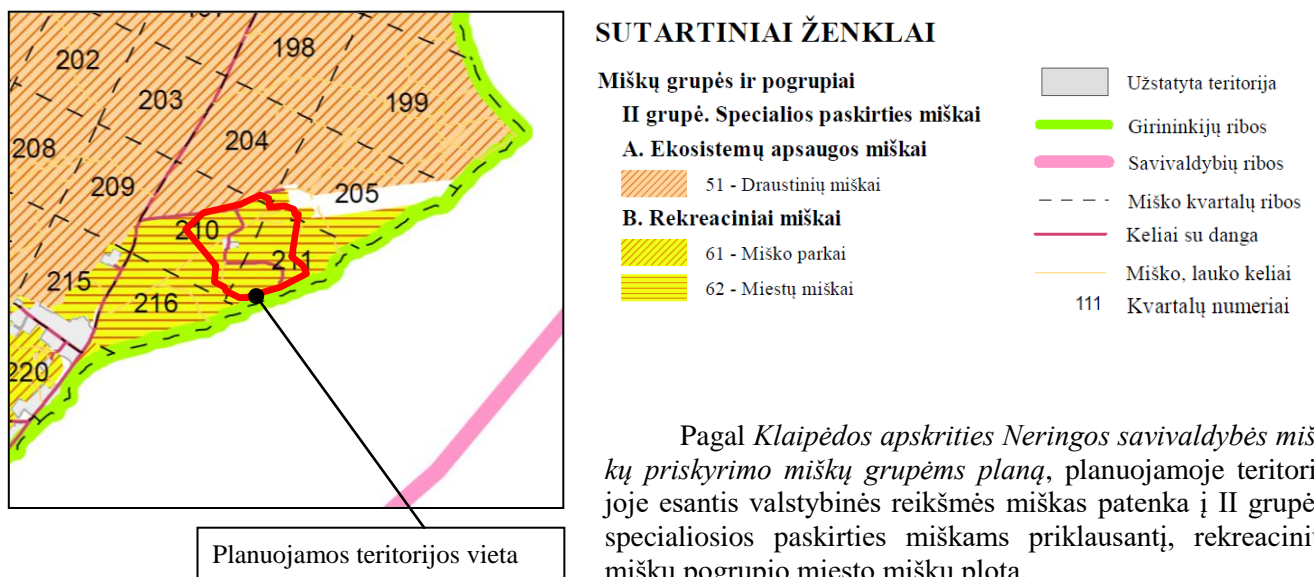 197
198
202
203
199
204
208
209
205
210
211
215
216
220
Planuojamos teritorijos vieta
SUTARTINIAI ŽENKLAI
Miškų grupės ir pogrupiai
II grupė. Specialios paskirties miškai
A. Ekosistemų apsaugos miškai
51 - Draustinių miškai
B. Rekreaciniai miškai
61 - Miško parkai
62 - Miestų miškai
Užstatyta teritorija
Girininkijų ribos
Savivaldybių ribos
Miško kvartalų ribos
Keliai su danga
Miško, lauko keliai
111 Kvartalų numeriai
Pagal Klaipėdos apskrities Neringos savivaldybės miš
kų priskyrimo miškų grupėms planą, planuojamoje teritori
joje esantis valstybinės reikšmės miškas patenka į II grupė
specialiosios paskirties miškams priklausantį, rekreacini
miškų pogrupio miesto miškų plotą.